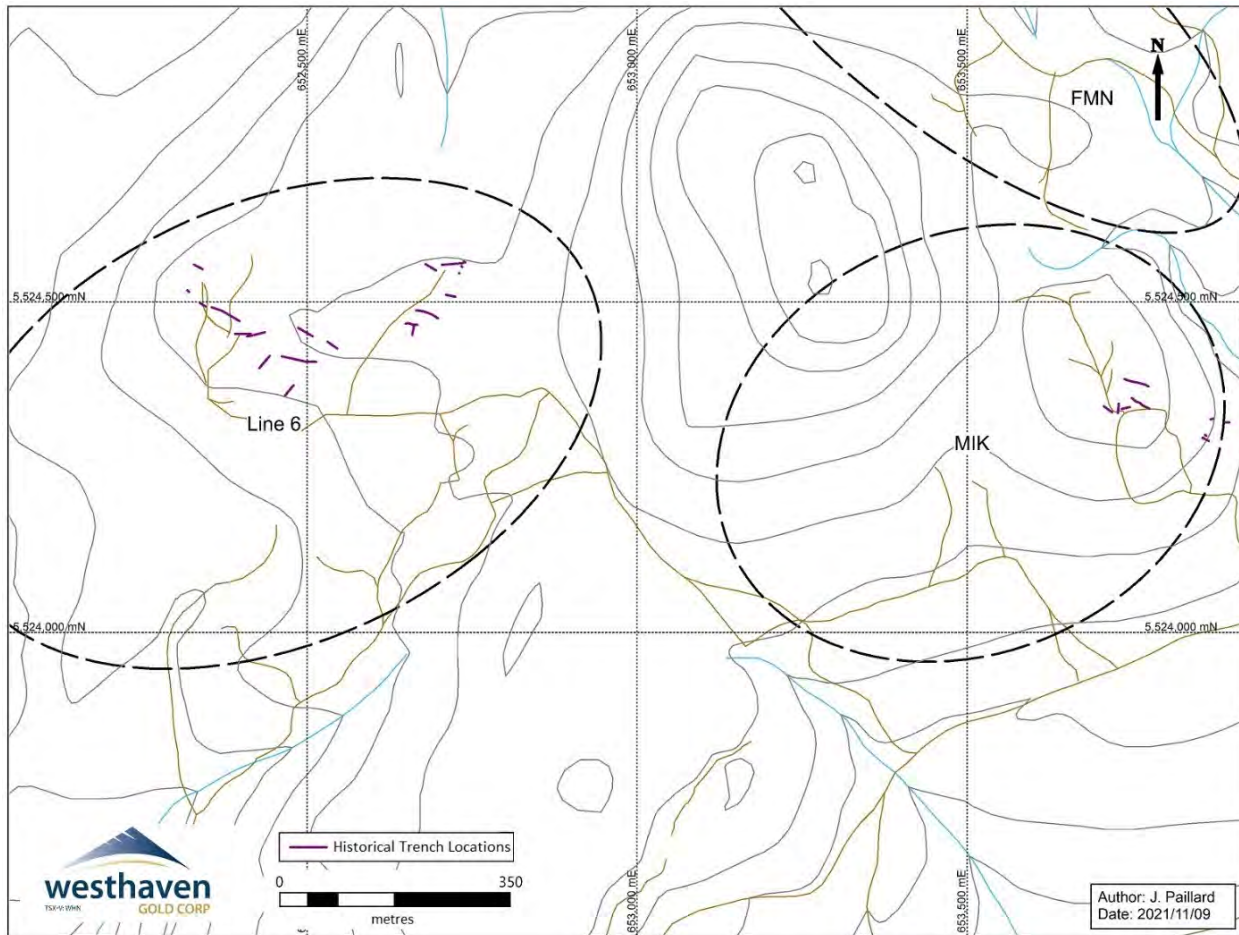 652,500 mE
653,000 mE
653,500 mE
N
FMN
5,524,500 mN
5,524,500 mN
Line 6
MIK
5,524,000 mN
5,524,000 mN
653,000 mE
653,500 mE
westhaven
TSX-V: WHN
GOLD CORP
Historical Trench Locations
0
350
metres
Author: J. Paillard
Date: 2021/11/09